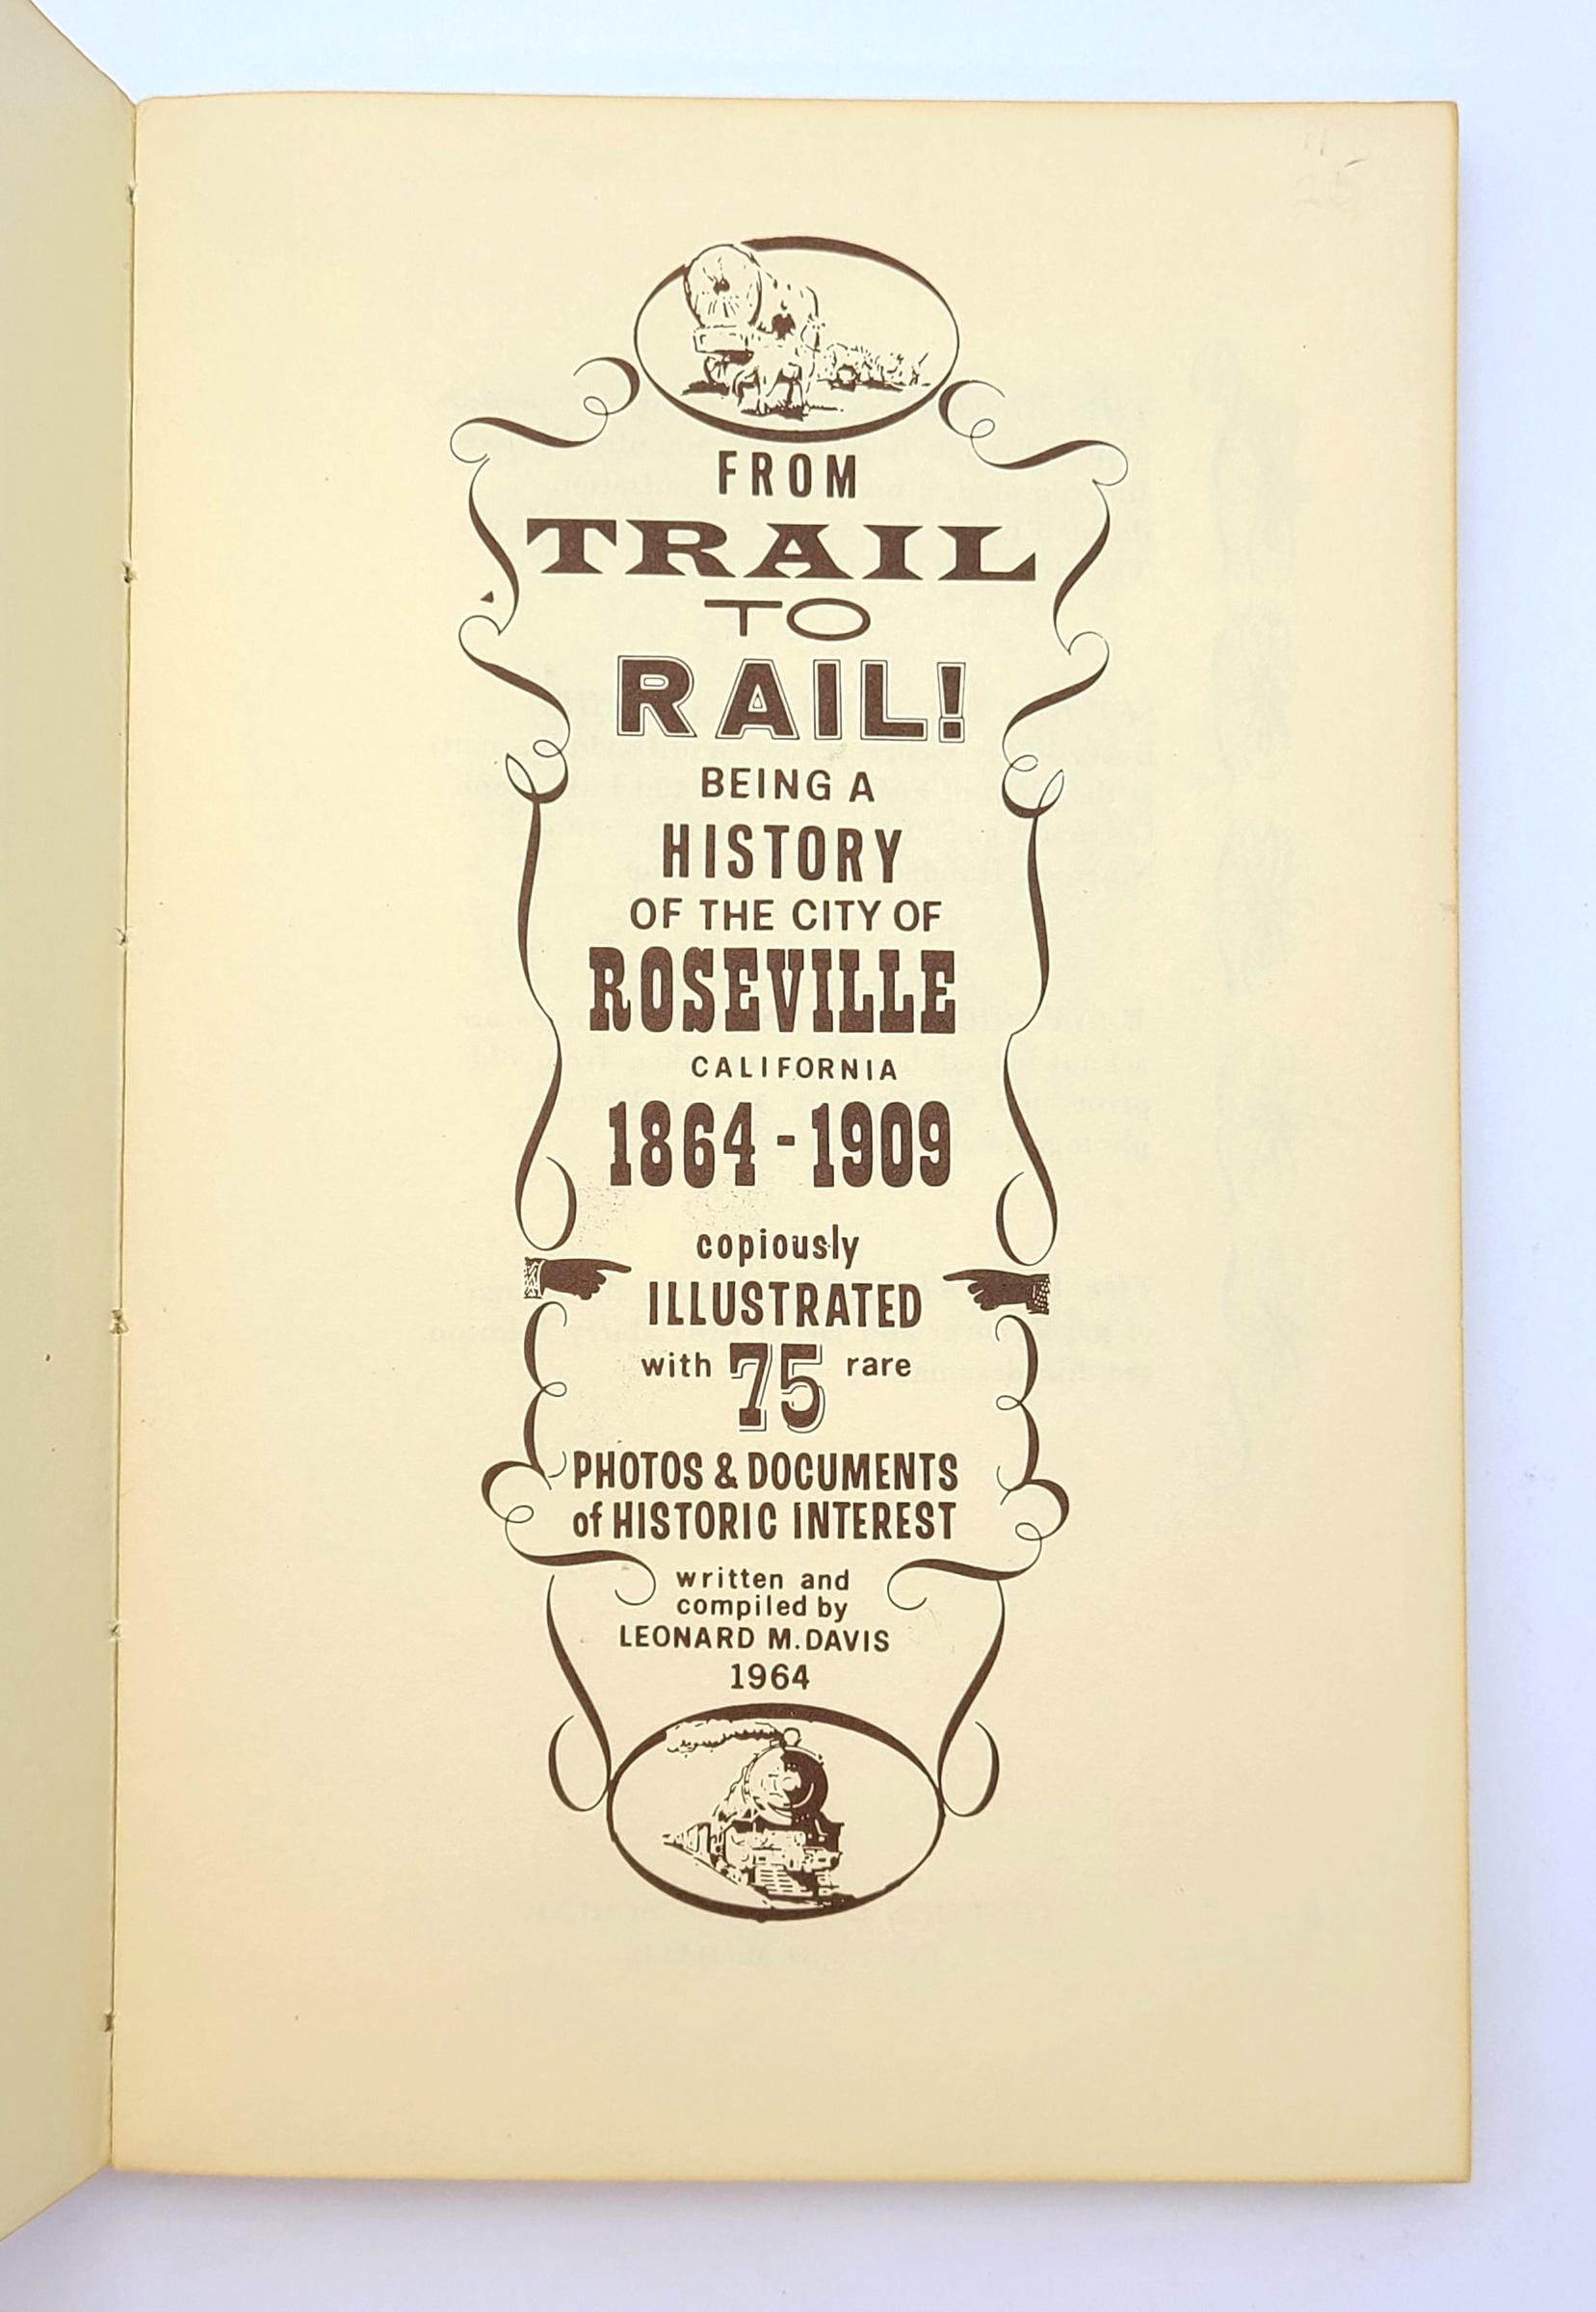 FROM
TRAIL
TO
RAIL!
BEING A
HISTORY
OF THE CITY OF
ROSEVILLE
CALIFORNIA
1864-1909
copiously
ILLUSTRATED
with 75 rare
PHOTOS & DOCUMENTS
of HISTORIC INTEREST
written and
compiled by
LEONARD M. DAVIS
1964